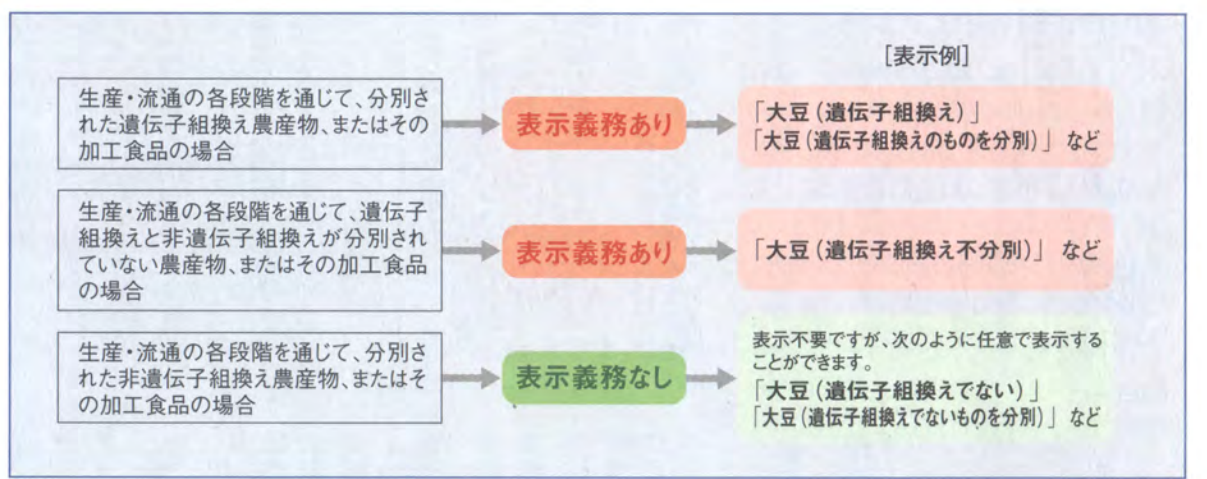 [表示例]
生産・流通の各段階を通じて、分別さ
れた遺伝子組換え農産物、またはその
加工食品の場合
表示義務あり
「大豆(遺伝子組換え)」
「大豆(遺伝子組換えのものを分別)」 など
生産・流通の各段階を通じて、遺伝子
組換えと非遺伝子組換えが分別され
ていない農産物、またはその加工食品
の場合
表示義務あり
「大豆(遺伝子組換え不分別)」 など
生産・流通の各段階を通じて、分別さ
れた非遺伝子組換え農産物、またはそ
の加工食品の場合
表示義務なし
表示不要ですが、次のように任意で表示する
ことができます。
「大豆(遺伝子組換えでない)」
「大豆(遺伝子組換えでないものを分別)」 など